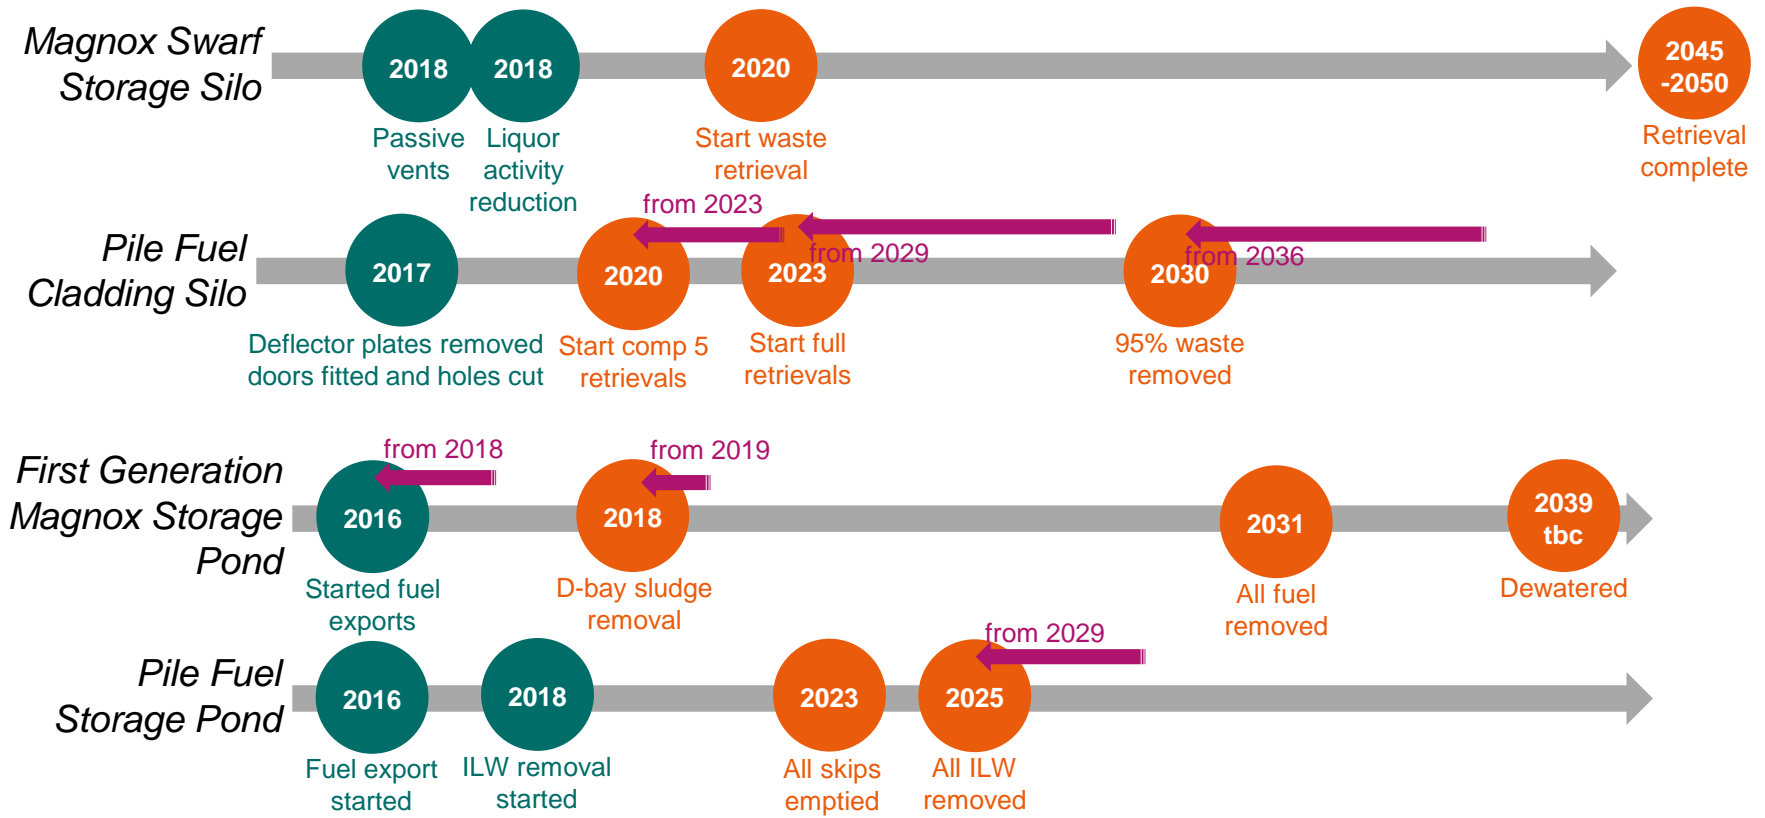 Magnox Swarf
Storage Silo
2018
2018
2020
2045
-2050
Passive
vents
Liquor
activity
reduction
Start waste
retrieval
Retrieval
complete
Pile Fuel
Cladding Silo
from 2023
from 2029
from 2036
2017
2020
2023
2030
Deflector plates removed
doors fitted and holes cut
Start comp 5
retrievals
Start full
retrievals
95% waste
removed
First Generation
Magnox Storage
Pond
from 2018
from 2019
2016
2018
2031
2039
tbc
Started fuel
exports
D-bay sludge
removal
All fuel
removed
Dewatered
Pile Fuel
Storage Pond
from 2029
2016
2018
2023
2025
Fuel export
started
ILW removal
started
All skips
emptied
All ILW
removed